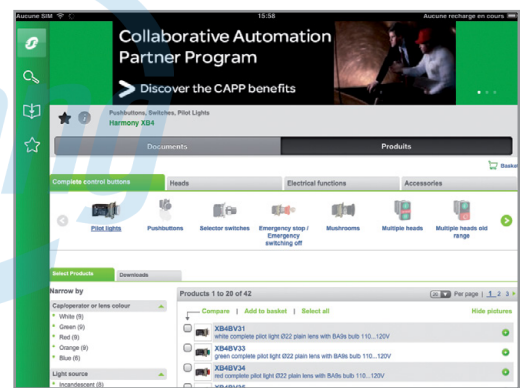 Aucune SIM 15:58 Aucune recharge en cours
Collaborative Automation
Partner Program
Discover the CAPP benefits
Pushbuttons, Switches, Pilot Lights
Harmony XB4
Documents Produits
Basket
Complete control buttons Heads Electrical functions Accessories
Pilot lights Pushbuttons Selector switches Emergency stop / Mushrooms Multiple heads Multiple heads old
Emergency range
switching off
Select Products Downloads
Narrow by
Products 1 to 20 of 42 20 Per page | 1 2 3
Cap/operator or lens colour
Compare | Add to basket | Select all Hide pictures
White (9)
Green (9)
Red (9)
Orange (9)
Blue (6)
XB4BV31
white complete pilot light Ø22 plain lens with BA9s bulb 110...120V
XB4BV33
green complete pilot light Ø22 plain lens with BA9s bulb 110...120V
XB4BV34
red complete pilot light Ø22 plain lens with BA9s bulb 110...120V
Light source
Incandescent (8)